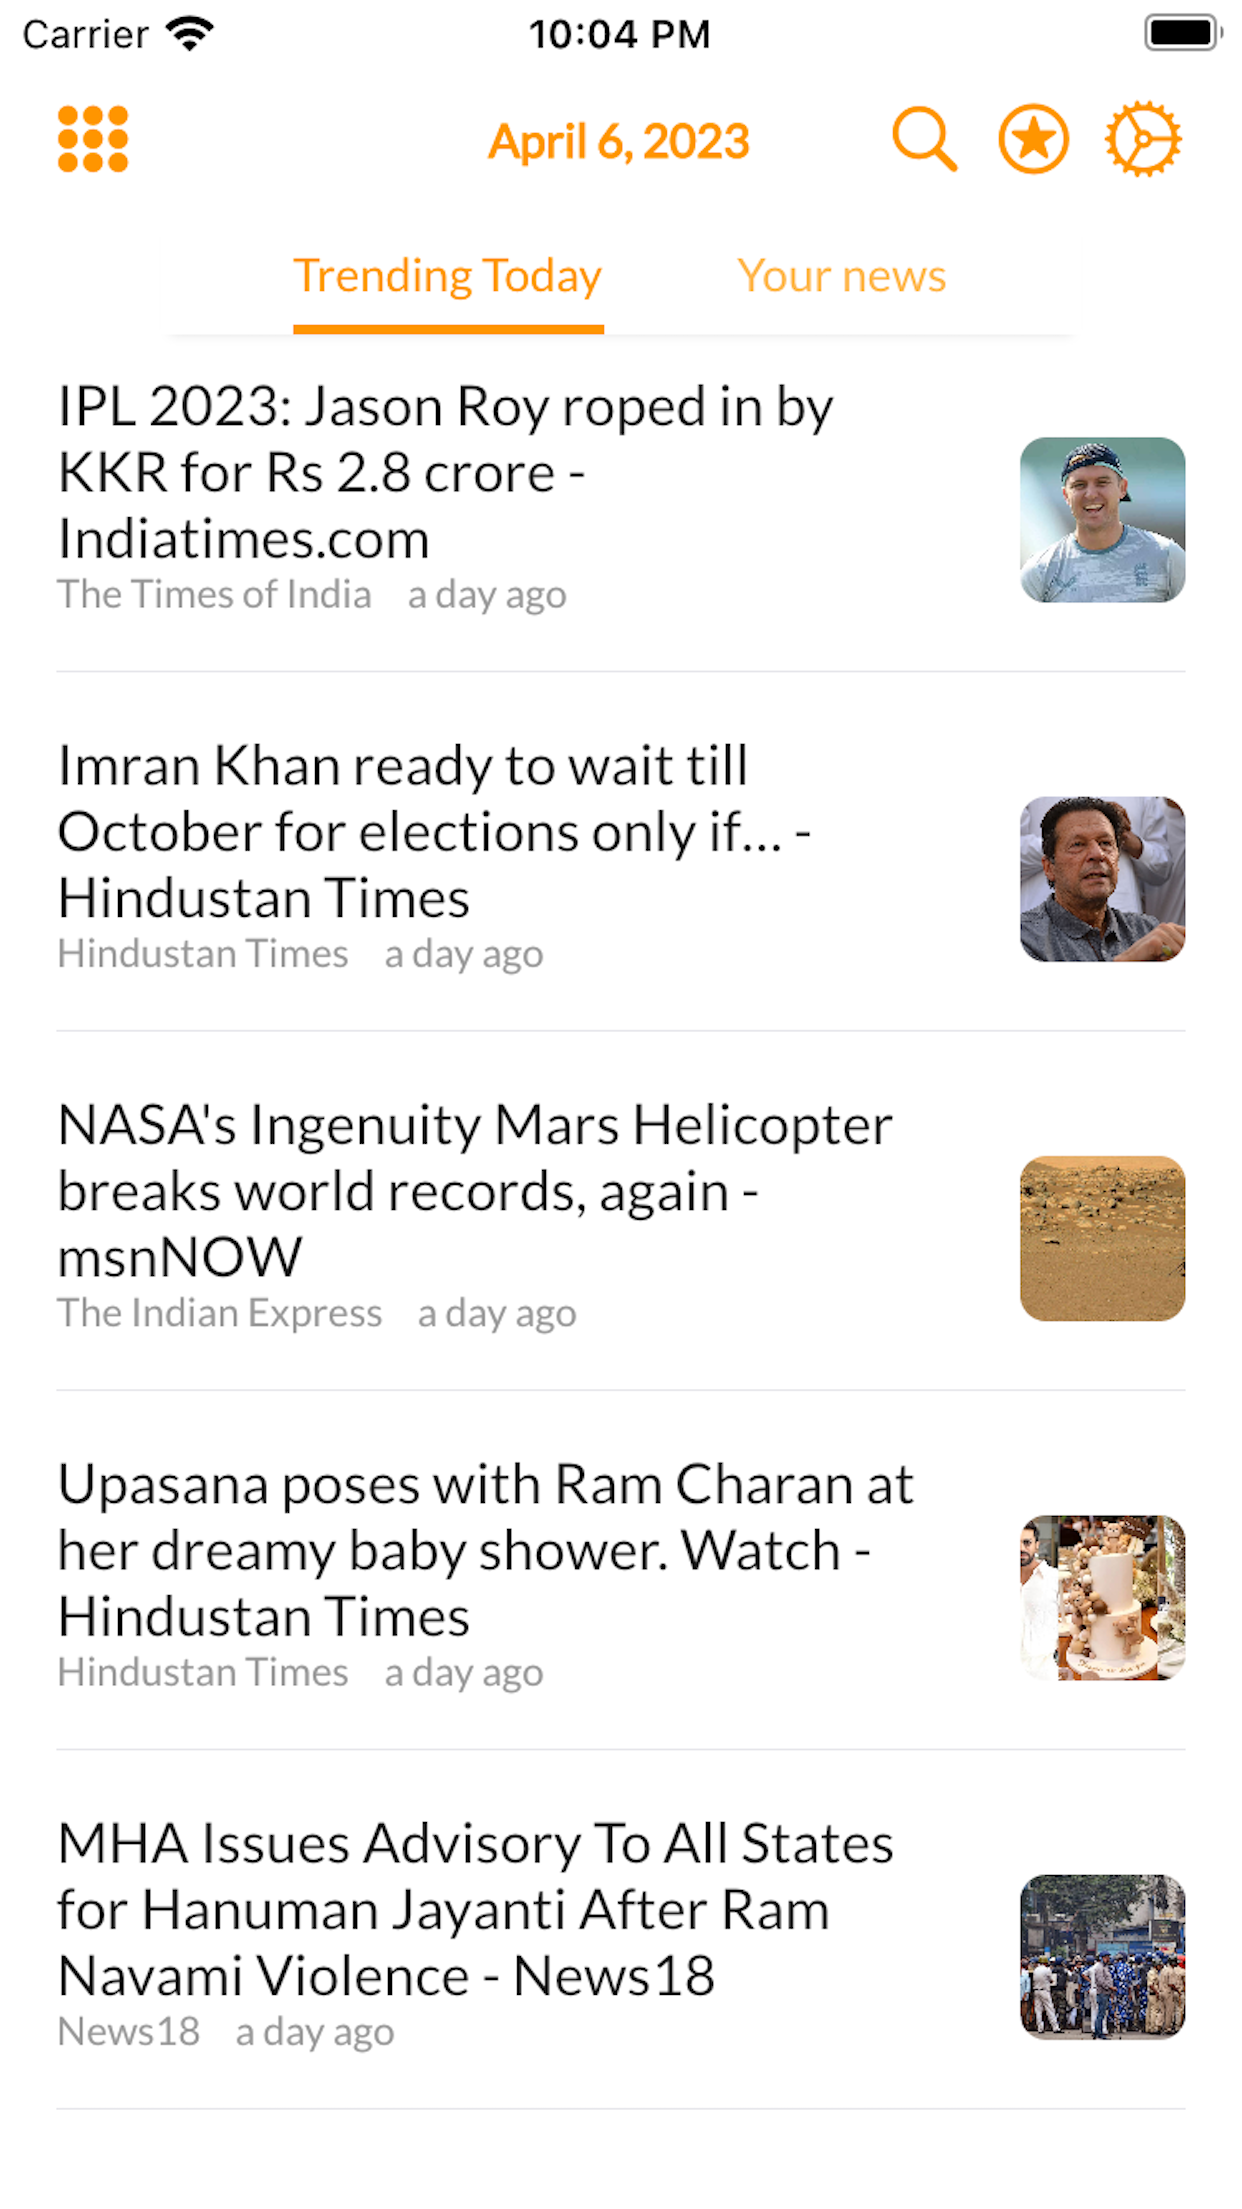 Carrier 10:04 PM
April 6, 2023
Trending Today Your news
IPL 2023: Jason Roy roped in by
KKR for Rs 2.8 crore -
Indiatimes.com
The Times of India a day ago
Imran Khan ready to wait till
October for elections only if... -
Hindustan Times
Hindustan Times a day ago
NASA's Ingenuity Mars Helicopter
breaks world records, again -
msnNOW
The Indian Express a day ago
Upasana poses with Ram Charan at
her dreamy baby shower. Watch -
Hindustan Times
Hindustan Times a day ago
MHA Issues Advisory To All States
for Hanuman Jayanti After Ram
Navami Violence - News18
News18 a day ago